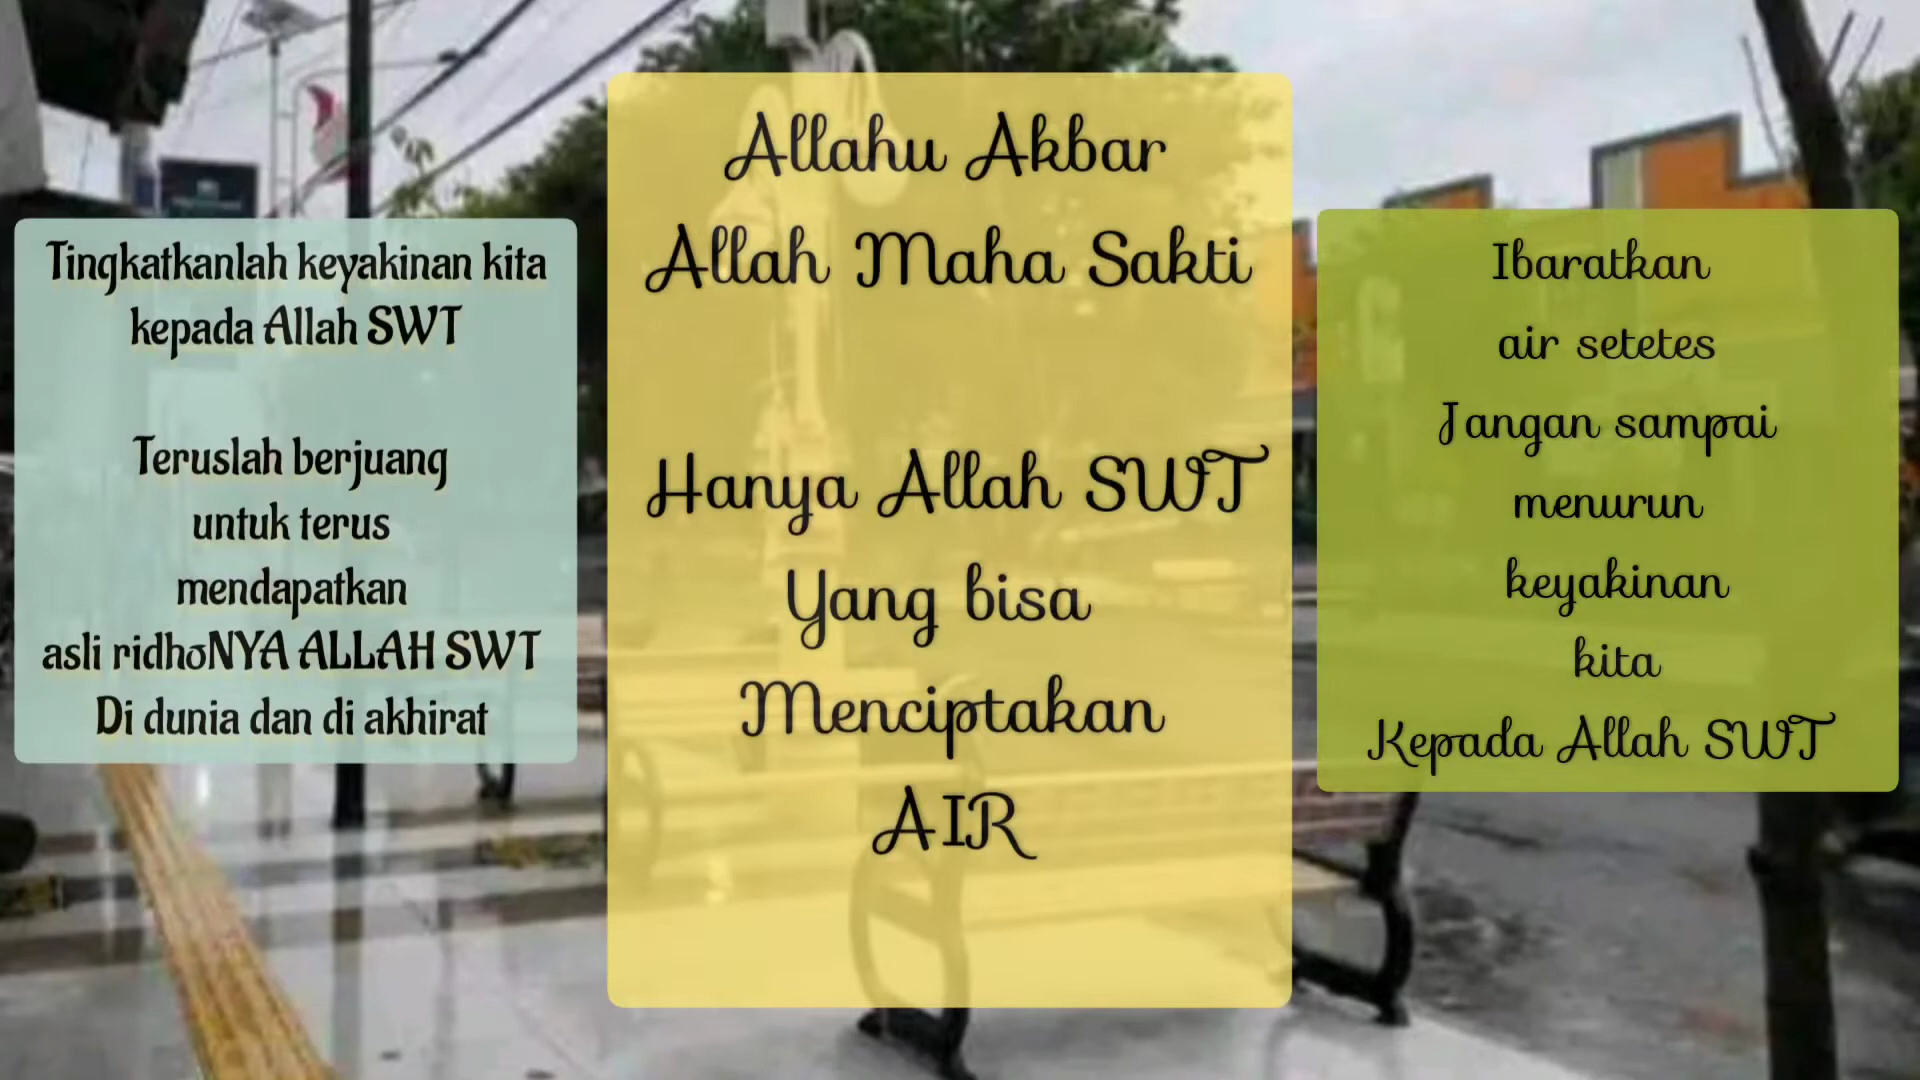 Tingkatkanlah keyakinan kita
kepada Allah SWT
Teruslah berjuang
untuk terus
mendapatkan
asli ridhoNYA ALLAH SWT
Di dunia dan di akhirat
Allahu Akbar
Allah Maha Sakti
Hanya Allah SWT
Yang bisa
Menciptakan
AIR
Ibaratkan
air setetes
Jangan sampai
menurun
keyakinan
kita
Kepada Allah SWT